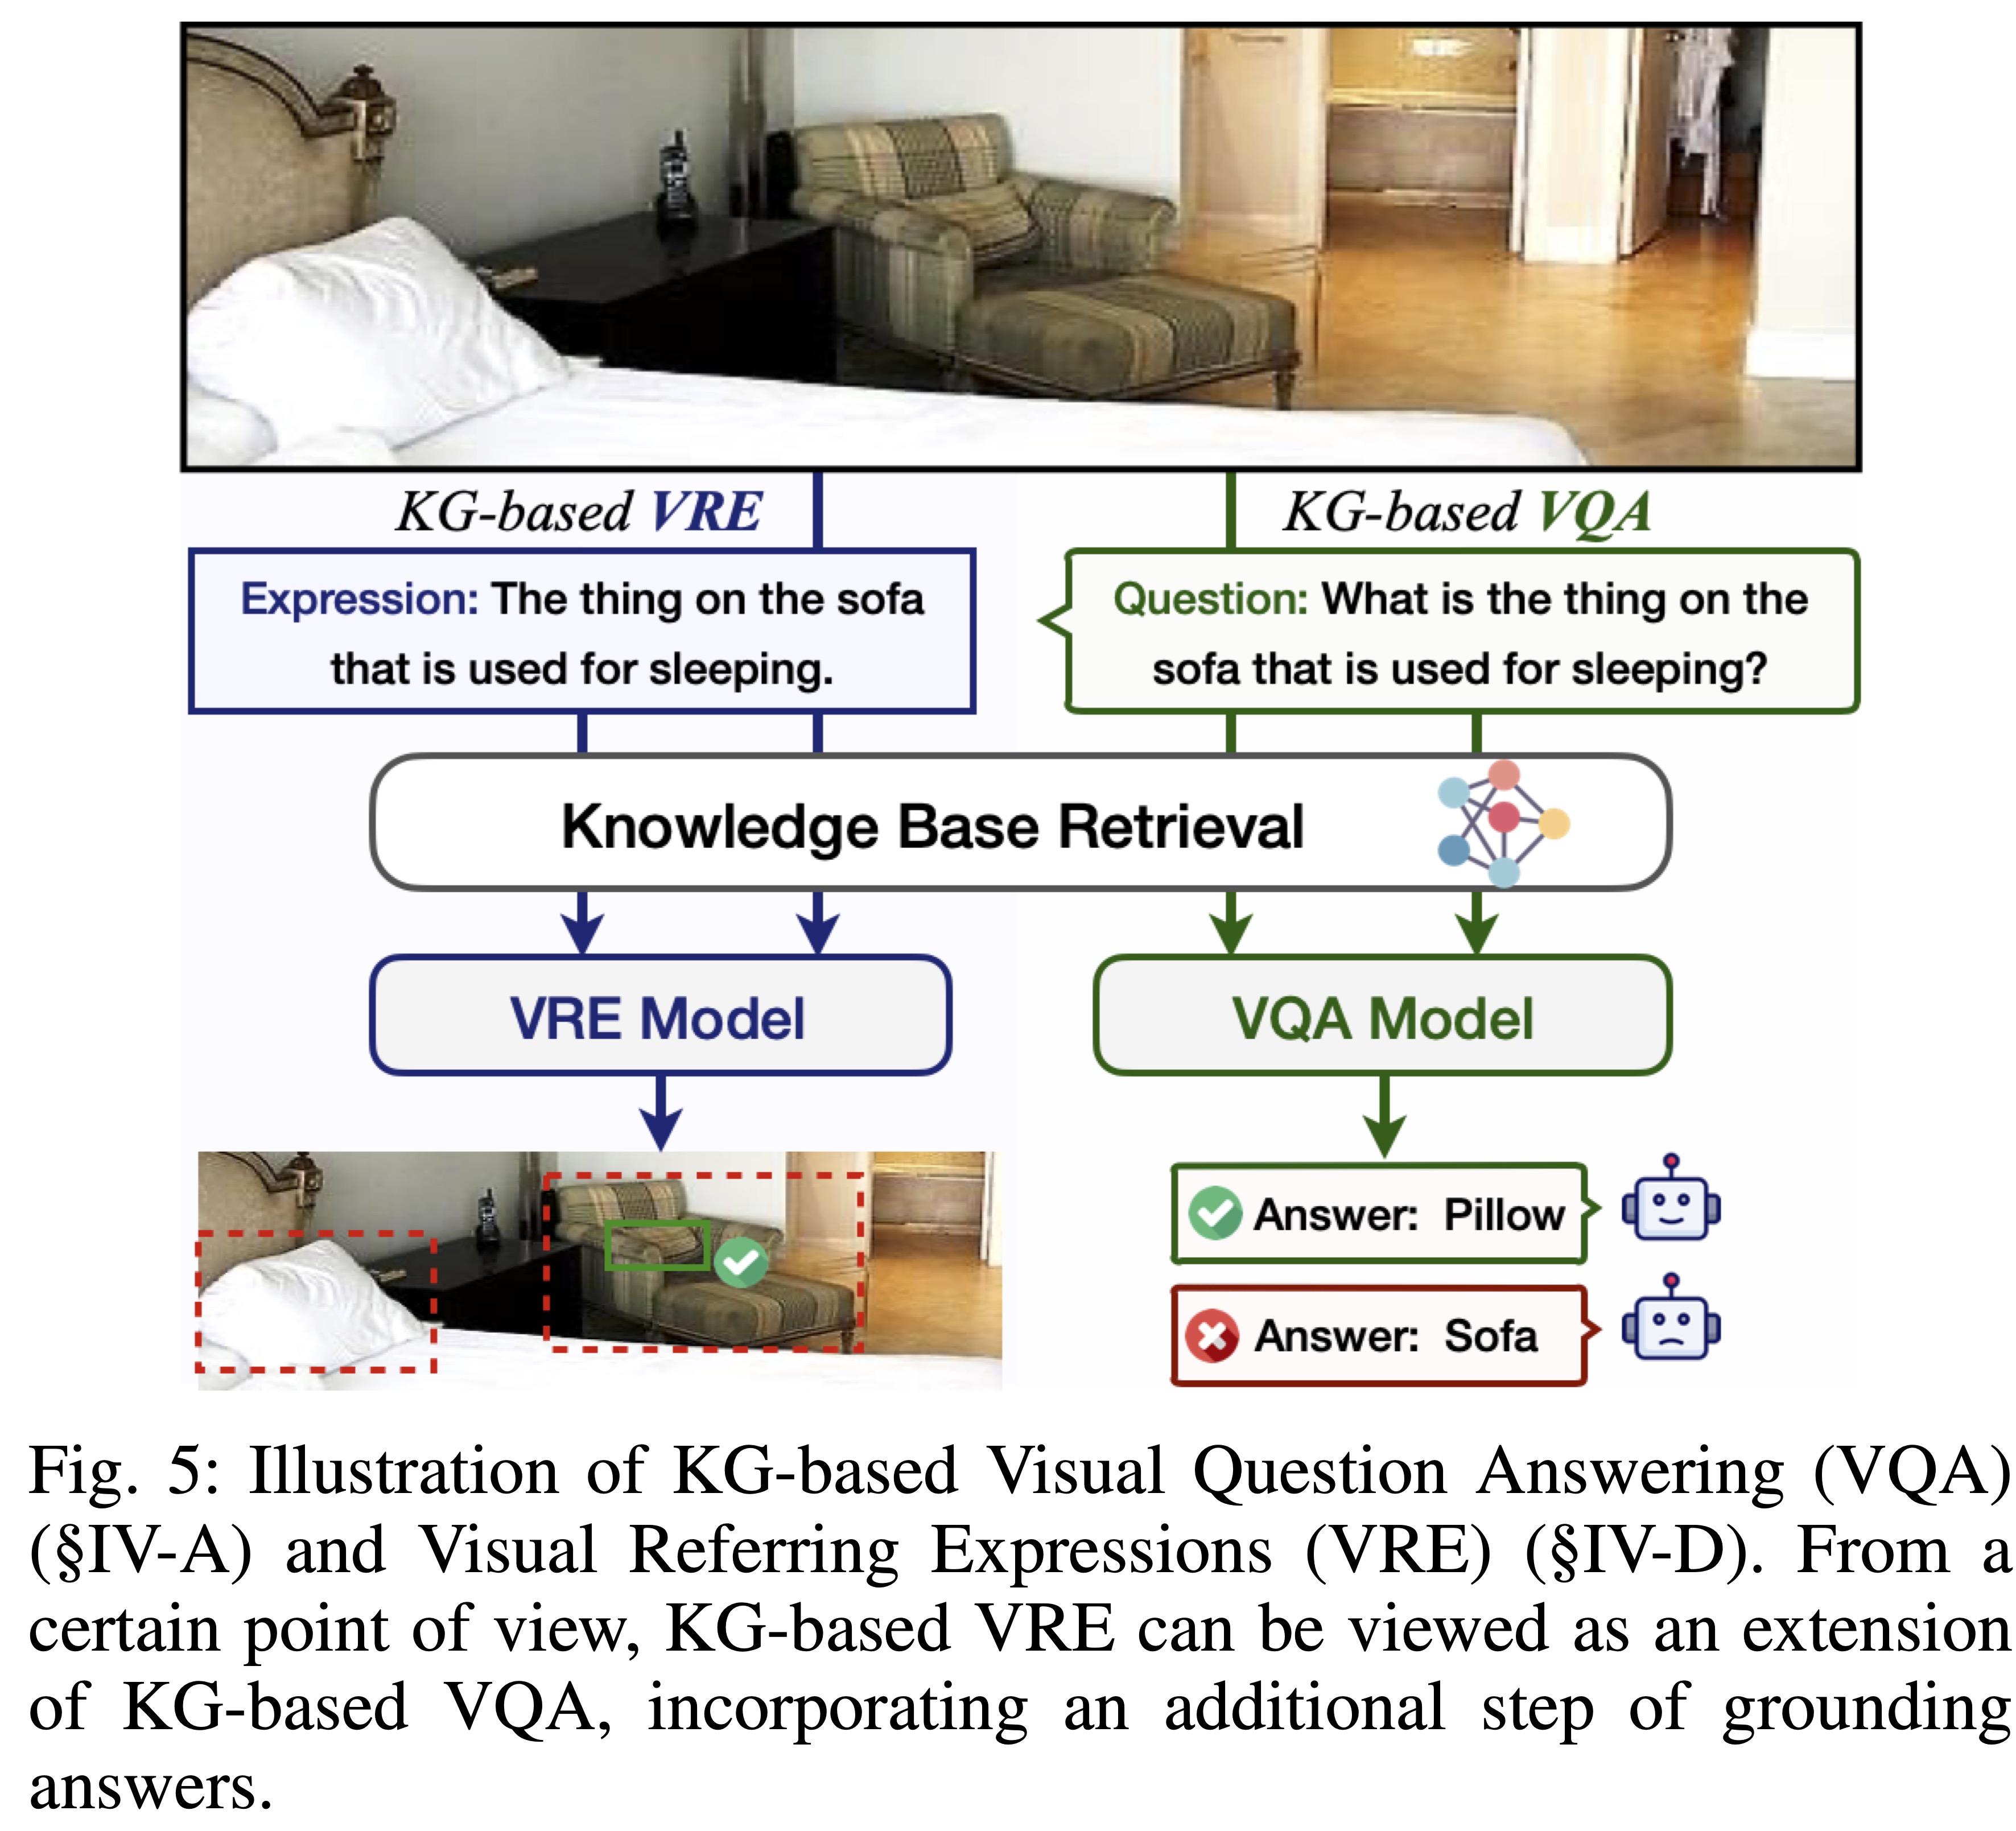 KG-based VRE
KG-based VQA
Expression: The thing on the sofa
that is used for sleeping.
Question: What is the thing on the
sofa that is used for sleeping?
Knowledge Base Retrieval
VRE Model
VQA Model
Answer: Pillow
Answer: Sofa
Fig. 5: Illustration of KG-based Visual Question Answering (VQA)
(§IV-A) and Visual Referring Expressions (VRE) (§IV-D). From a
certain point of view, KG-based VRE can be viewed as an extension
of KG-based VQA, incorporating an additional step of grounding
answers.